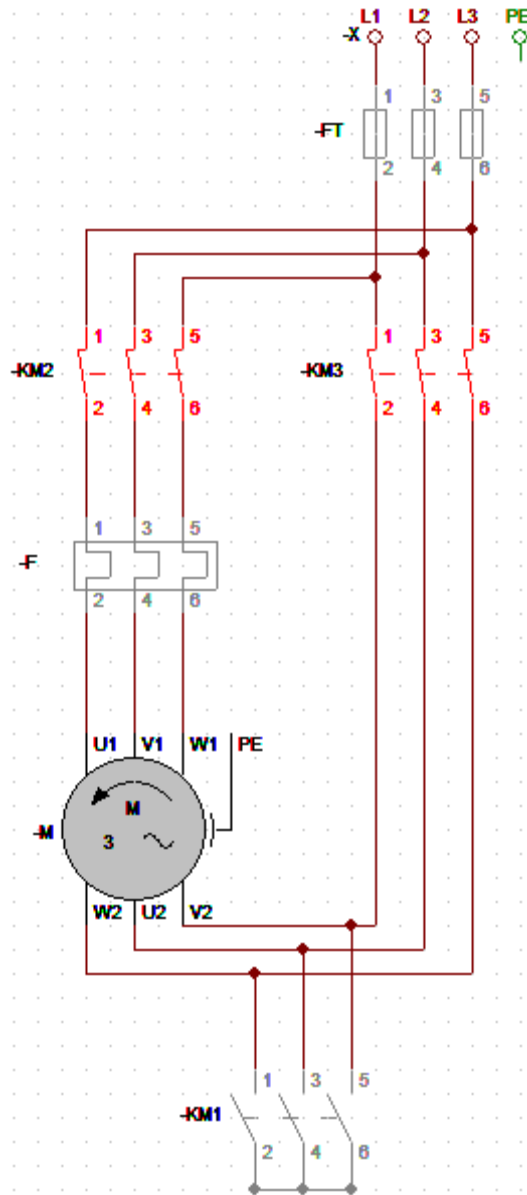 L1 L2 L3 PE
-X
1 3 5
-FT
2 4 6
1 3 5 1 3 5
-KM2 -KM3
2 4 6 2 4 6
1 3 5
-F
2 4 6
U1 V1 W1 PE
M
-M 3
W2 U2 V2
1 3 5
-KM1
2 4 6